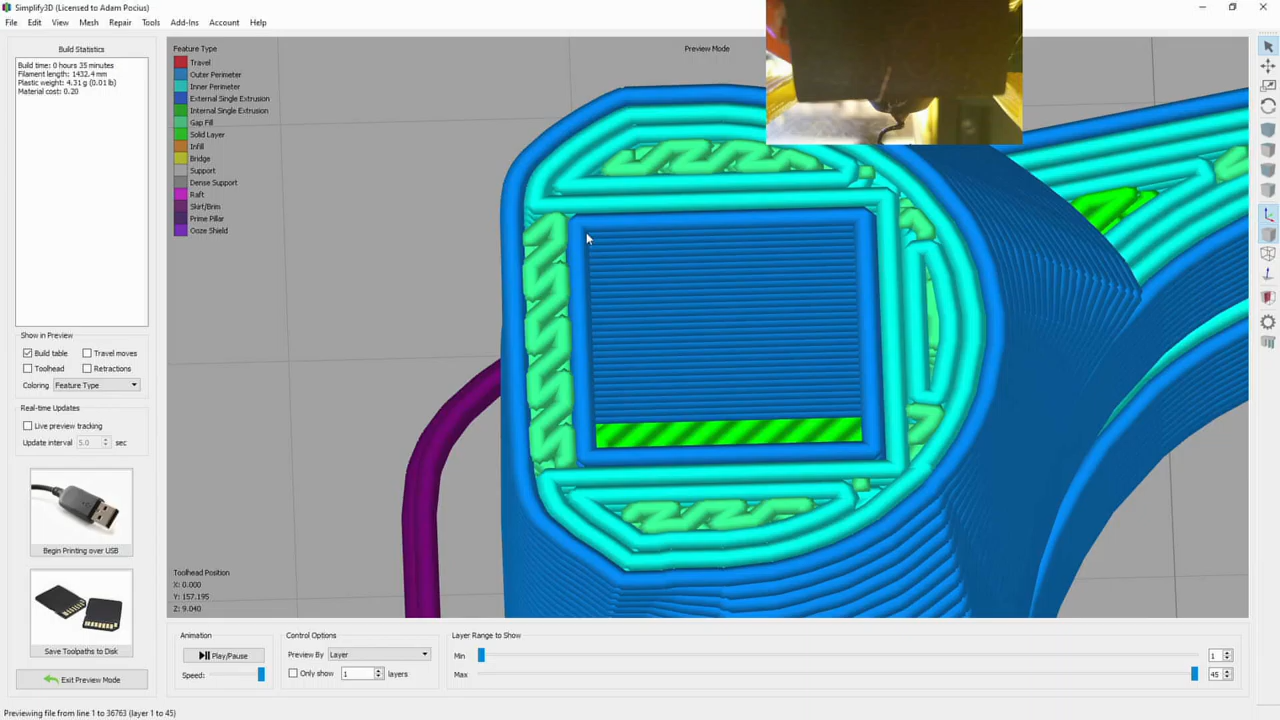 Simplify3D (Licensed to Adam Pocius)
File Edit View Mesh Repair Tools Add-Ins Account Help
Build Statistics
Build time: 0 hours 35 minutes
Filament length: 1432.4 mm
Plastic weight: 4.31 g (0.01 lb)
Material cost: 0.20
Feature Type
Travel
Outer Perimeter
Inner Perimeter
External Single Extrusion
Internal Single Extrusion
Gap Fill
Solid Layer
Infill
Bridge
Support
Dense Support
Raft
Skirt/Brim
Prime Pillar
Ooze Shield
Preview Mode
Show in Preview
Build table Travel moves
Toolhead Retractions
Coloring Feature Type
Real-time Updates
Live preview tracking
Update interval 5.0 sec
Begin Printing over USB
Save Toolpaths to Disk
Exit Preview Mode
Toolhead Position
X: 0.000
Y: 157.195
Z: 9.040
Animation
Play/Pause
Speed:
Control Options
Preview By Layer
Only show 1 layers
Layer Range to Show
Min 1
Max 45
Previewing file from line 1 to 36763 (layer 1 to 45)